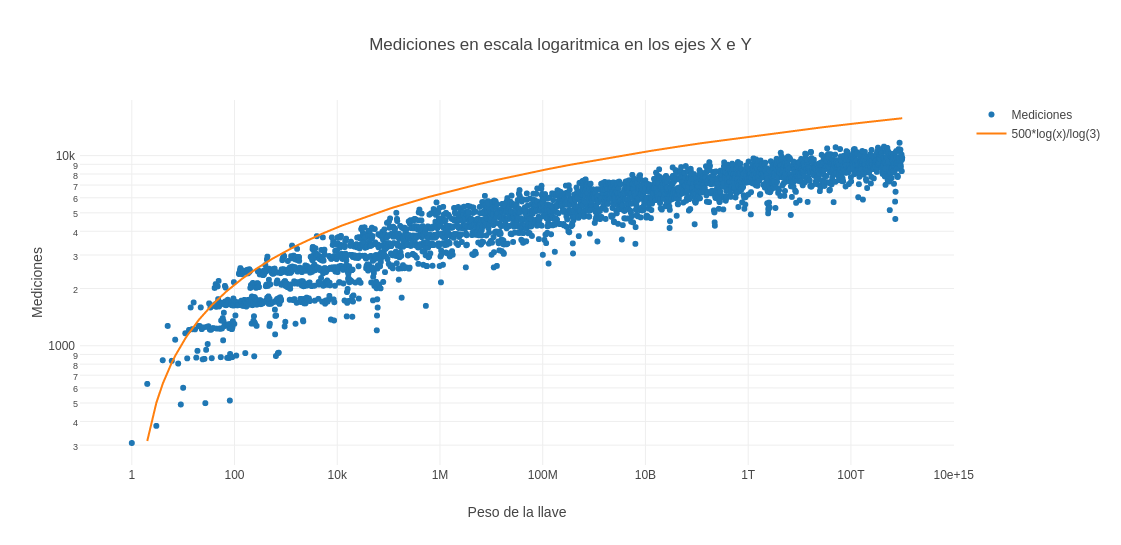 Mediciones en escala logaritmica en los ejes X e Y
Mediciones
500*log(x)/log(3)
Mediciones
10k
9
8
7
6
5
4
3
2
1000
9
8
7
6
5
4
3
1 100 10k 1M 100M 10B 1T 100T 10e+15
Peso de la llave